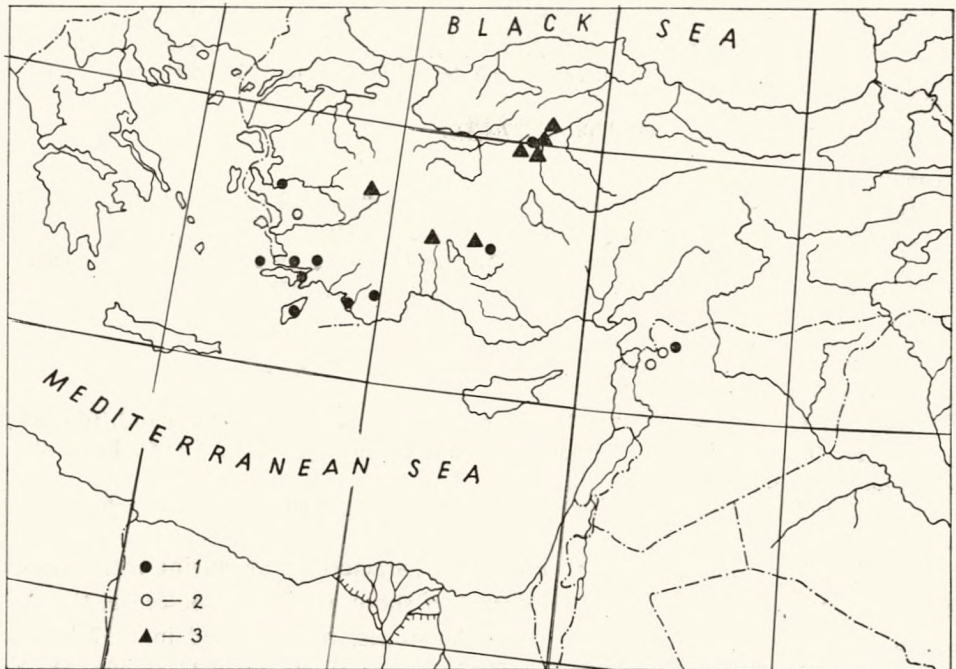 BLACK SEA
MEDITERRANEAN SEA
● — 1
○ — 2
▲ — 3